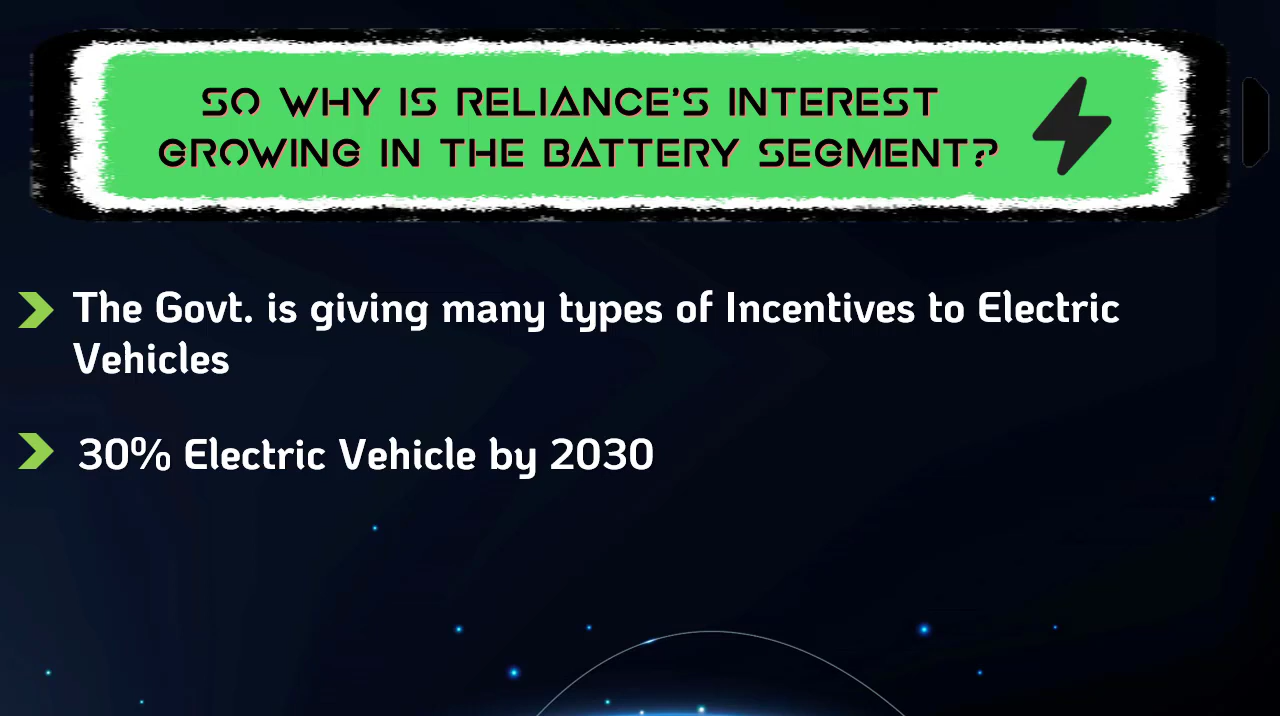 SO WHY IS RELIANCE'S INTEREST
GROWING IN THE BATTERY SEGMENT?
The Govt. is giving many types of Incentives to Electric
Vehicles
30% Electric Vehicle by 2030